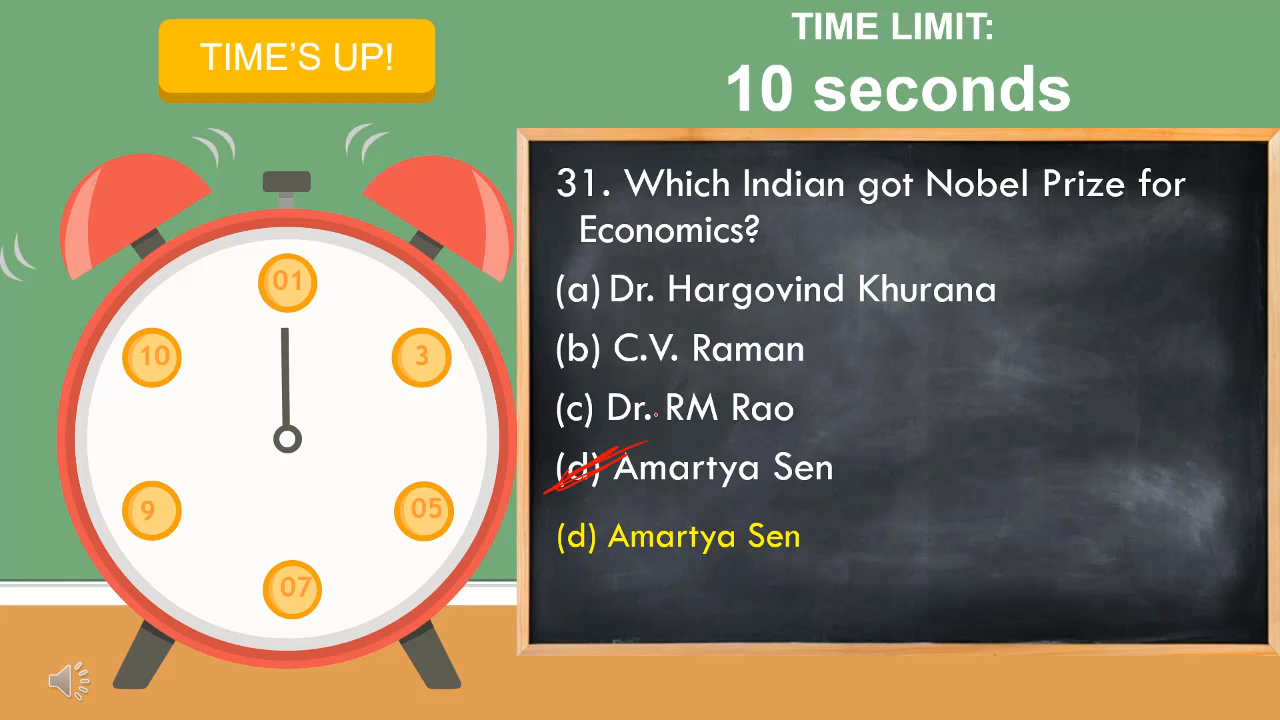 TIME'S UP!
TIME LIMIT:
10 seconds
01
10
3
9
05
07
31. Which Indian got Nobel Prize for
Economics?
(a) Dr. Hargovind Khurana
(b) C.V. Raman
(c) Dr. RM Rao
(d) Amartya Sen
(d) Amartya Sen